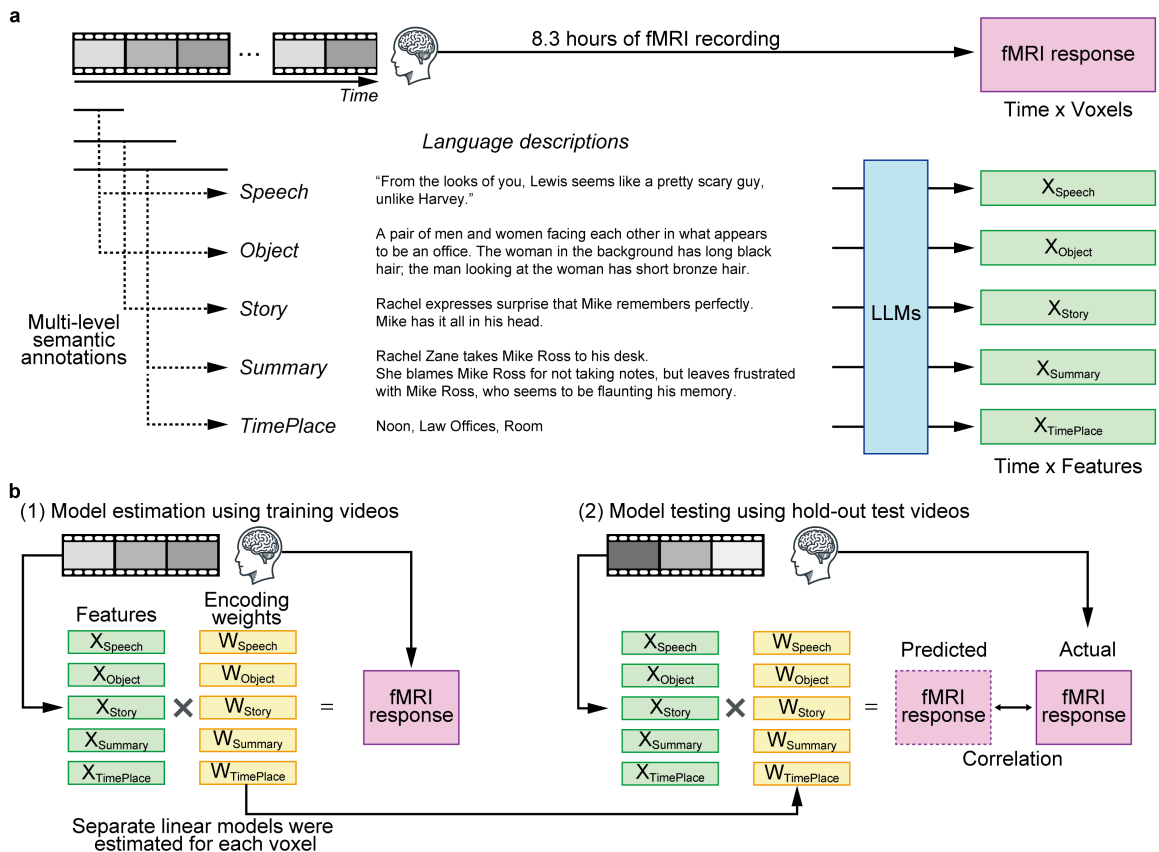 a
...
8.3 hours of fMRI recording
fMRI response
Time
Time x Voxels
Language descriptions
Multi-level
semantic
annotations
Speech
“From the looks of you, Lewis seems like a pretty scary guy,
unlike Harvey.”
Object
A pair of men and women facing each other in what appears
to be an office. The woman in the background has long black
hair; the man looking at the woman has short bronze hair.
Story
Rachel expresses surprise that Mike remembers perfectly.
Mike has it all in his head.
Summary
Rachel Zane takes Mike Ross to his desk.
She blames Mike Ross for not taking notes, but leaves frustrated
with Mike Ross, who seems to be flaunting his memory.
TimePlace
Noon, Law Offices, Room
LLMs
XSpeech
XObject
XStory
XSummary
XTimePlace
Time x Features
b
(1) Model estimation using training videos
Features
Encoding
weights
XSpeech
WSpeech
XObject
WObject
XStory
×
WStory
=
XSummary
WSummary
XTimePlace
WTimePlace
fMRI
response
Separate linear models were
estimated for each voxel
(2) Model testing using hold-out test videos
XSpeech
WSpeech
XObject
WObject
XStory
×
WStory
=
XSummary
WSummary
XTimePlace
WTimePlace
Predicted
fMRI
response
Actual
fMRI
response
Correlation